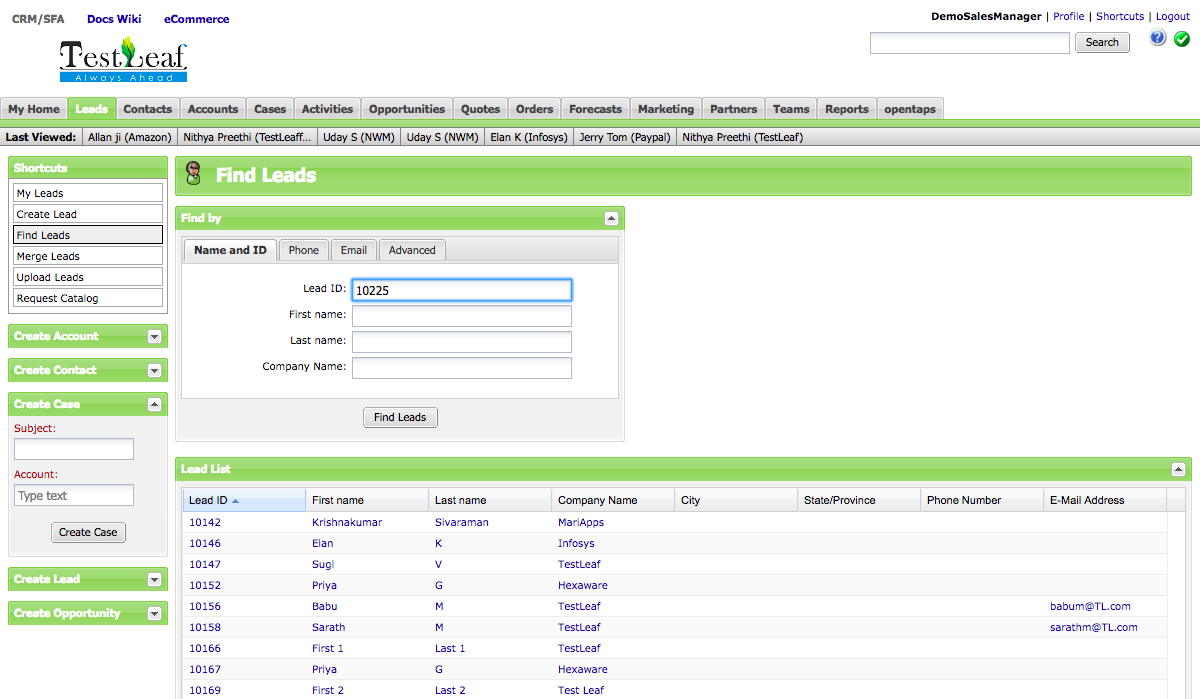 CRM/SFA Docs Wiki eCommerce
DemoSalesManager | Profile | Shortcuts | Logout
TestLeaf
Always Ahead
Search
My Home Leads Contacts Accounts Cases Activities Opportunities Quotes Orders Forecasts Marketing Partners Teams Reports opentaps
Last Viewed: Allan ji (Amazon) Nithya Preethi (TestLeaff... Uday S (NWM) Uday S (NWM) Elan K (Infosys) Jerry Tom (Paypal) Nithya Preethi (TestLeaf)
Shortcuts
My Leads
Create Lead
Find Leads
Merge Leads
Upload Leads
Request Catalog
Create Account
Create Contact
Create Case
Subject:
Account:
Type text
Create Case
Create Lead
Create Opportunity
Find Leads
Find by
Name and ID Phone Email Advanced
Lead ID: 10225
First name:
Last name:
Company Name:
Find Leads
Lead List
Lead ID First name Last name Company Name City State/Province Phone Number E-Mail Address
10142 Krishnakumar Sivaraman MariApps
10146 Elan K Infosys
10147 Sugi V TestLeaf
10152 Priya G Hexaware
10156 Babu M TestLeaf babum@TL.com
10158 Sarath M TestLeaf sarathm@TL.com
10166 First 1 Last 1 TestLeaf
10167 Priya G Hexaware
10169 First 2 Last 2 Test Leaf